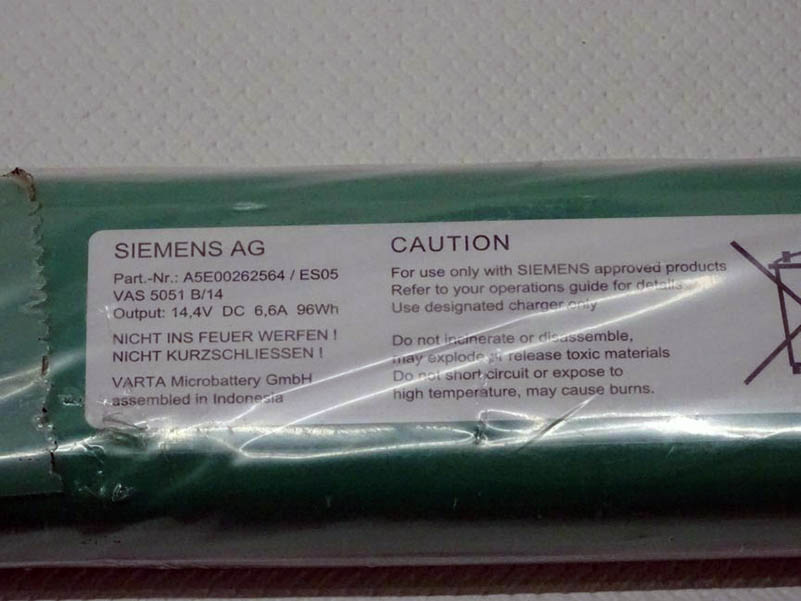 SIEMENS AG
Part.-Nr.: A5E00262564 / ES05
VAS 5051 B/14
Output: 14,4V DC 6,6A 96Wh
NICHT INS FEUER WERFEN !
NICHT KURZSCHLIESSEN !
VARTA Microbattery GmbH
assembled in Indonesia
CAUTION
For use only with SIEMENS approved products
Refer to your operations guide for details
Use designated charger only
Do not incinerate or disassemble,
may explode or release toxic materials
Do not short circuit or expose to
high temperature, may cause burns.